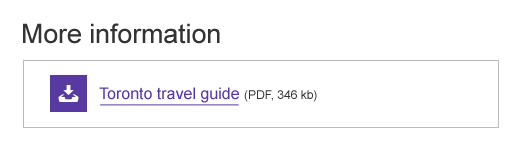 More information
Toronto travel guide (PDF, 346 kb)